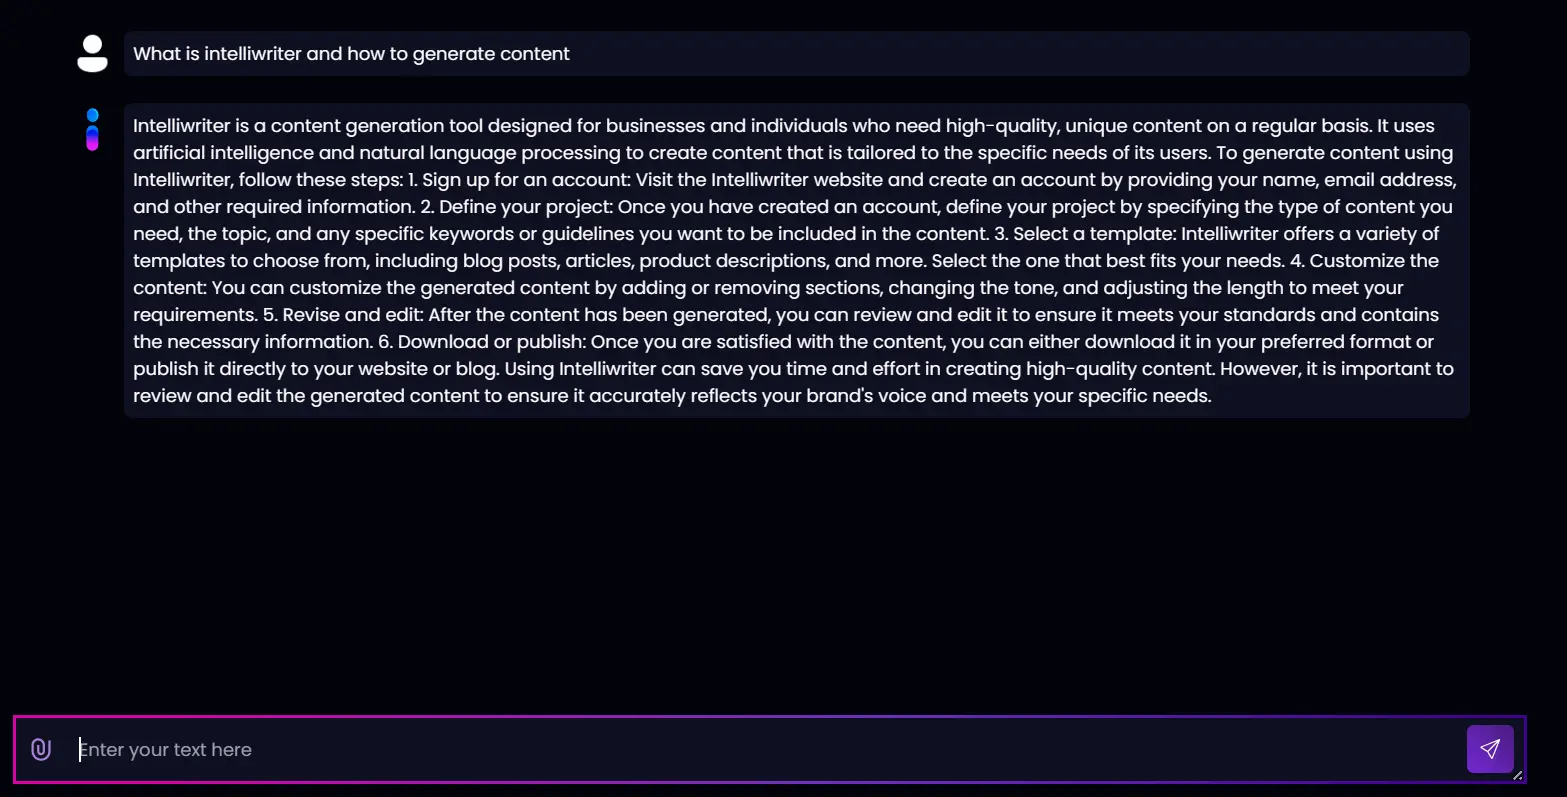 What is intelliwriter and how to generate content
Intelliwriter is a content generation tool designed for businesses and individuals who need high-quality, unique content on a regular basis. It uses
artificial intelligence and natural language processing to create content that is tailored to the specific needs of its users. To generate content using
Intelliwriter, follow these steps: 1. Sign up for an account: Visit the Intelliwriter website and create an account by providing your name, email address,
and other required information. 2. Define your project: Once you have created an account, define your project by specifying the type of content you
need, the topic, and any specific keywords or guidelines you want to be included in the content. 3. Select a template: Intelliwriter offers a variety of
templates to choose from, including blog posts, articles, product descriptions, and more. Select the one that best fits your needs. 4. Customize the
content: You can customize the generated content by adding or removing sections, changing the tone, and adjusting the length to meet your
requirements. 5. Revise and edit: After the content has been generated, you can review and edit it to ensure it meets your standards and contains
the necessary information. 6. Download or publish: Once you are satisfied with the content, you can either download it in your preferred format or
publish it directly to your website or blog. Using Intelliwriter can save you time and effort in creating high-quality content. However, it is important to
review and edit the generated content to ensure it accurately reflects your brand's voice and meets your specific needs.
Enter your text here